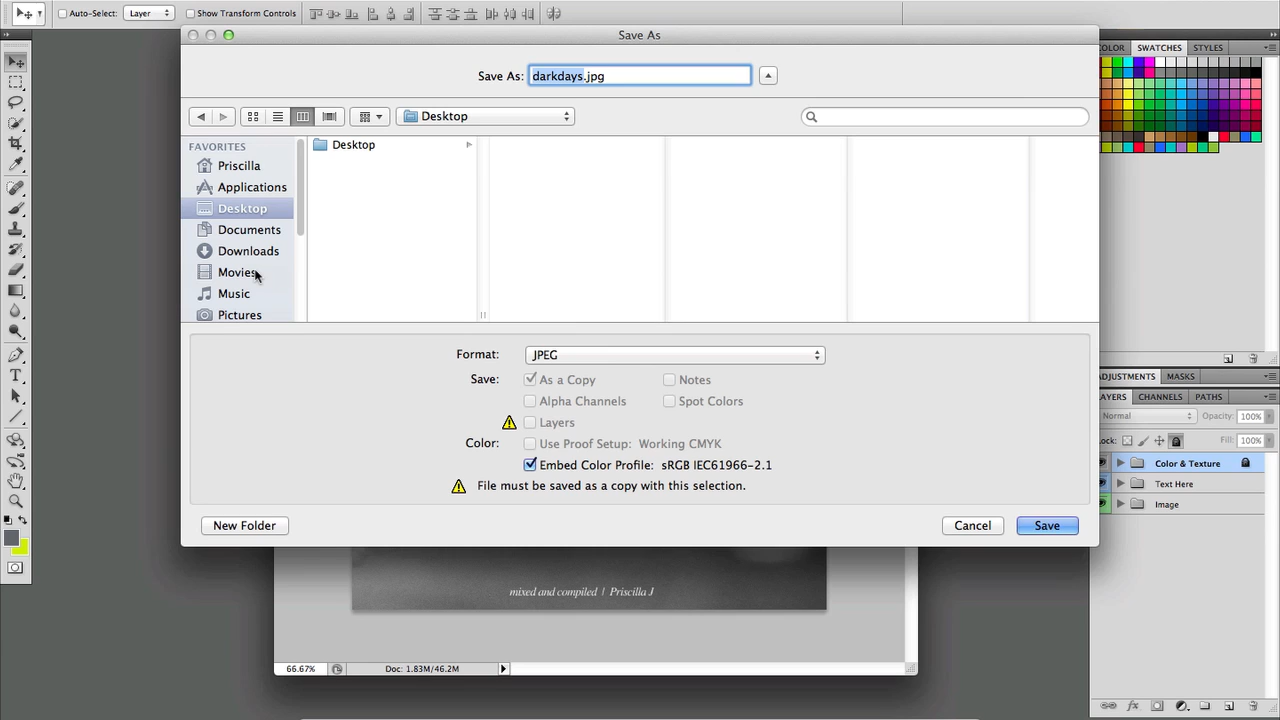 Auto-Select: Layer Show Transform Controls
Save As
Save As: darkdays.jpg
Desktop
COLOR SWATCHES STYLES
FAVORITES
Priscilla
Applications
Desktop
Documents
Downloads
Movies
Music
Pictures
Desktop
Format: JPEG
Save: As a Copy Notes
Alpha Channels Spot Colors
Layers
Color: Use Proof Setup: Working CMYK
Embed Color Profile: sRGB IEC61966-2.1
File must be saved as a copy with this selection.
New Folder Cancel Save
ADJUSTMENTS MASKS
AYERS CHANNELS PATHS
Normal Opacity: 100%
Lock: Fill: 100%
Color & Texture
Text Here
Image
mixed and compiled | Priscilla J
66.67% Doc: 1.83M/46.2M